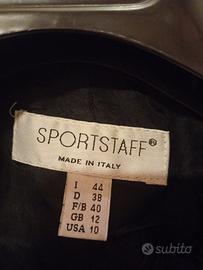 SPORTSTAFF®
MADE IN ITALY
I 44
D 38
F/B 40
GB 12
USA 10
subito